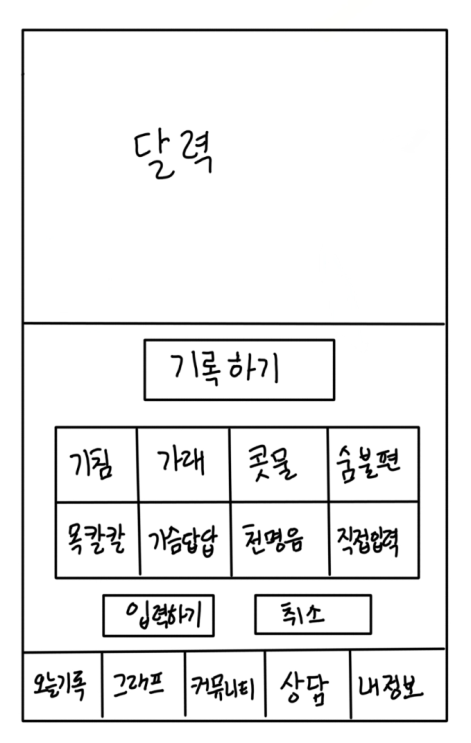 달력
기록하기
기침 가래 콧물 숨불편
목칼칼 가슴답답 천명음 직접입력
입력하기 취소
오늘기록 그래프 커뮤니티 상담 내정보